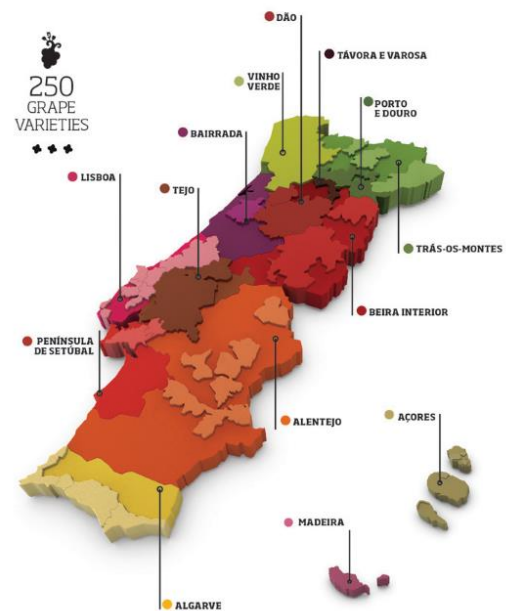 250
GRAPE
VARIETIES
DÃO
TÁVORA E VAROSA
VINHO
VERDE
PORTO
E DOURO
BAIRRADA
LISBOA
TEJO
TRÁS-OS-MONTES
BEIRA INTERIOR
PENÍNSULA
DE SETÚBAL
ALENTEJO
AÇORES
MADEIRA
ALGARVE